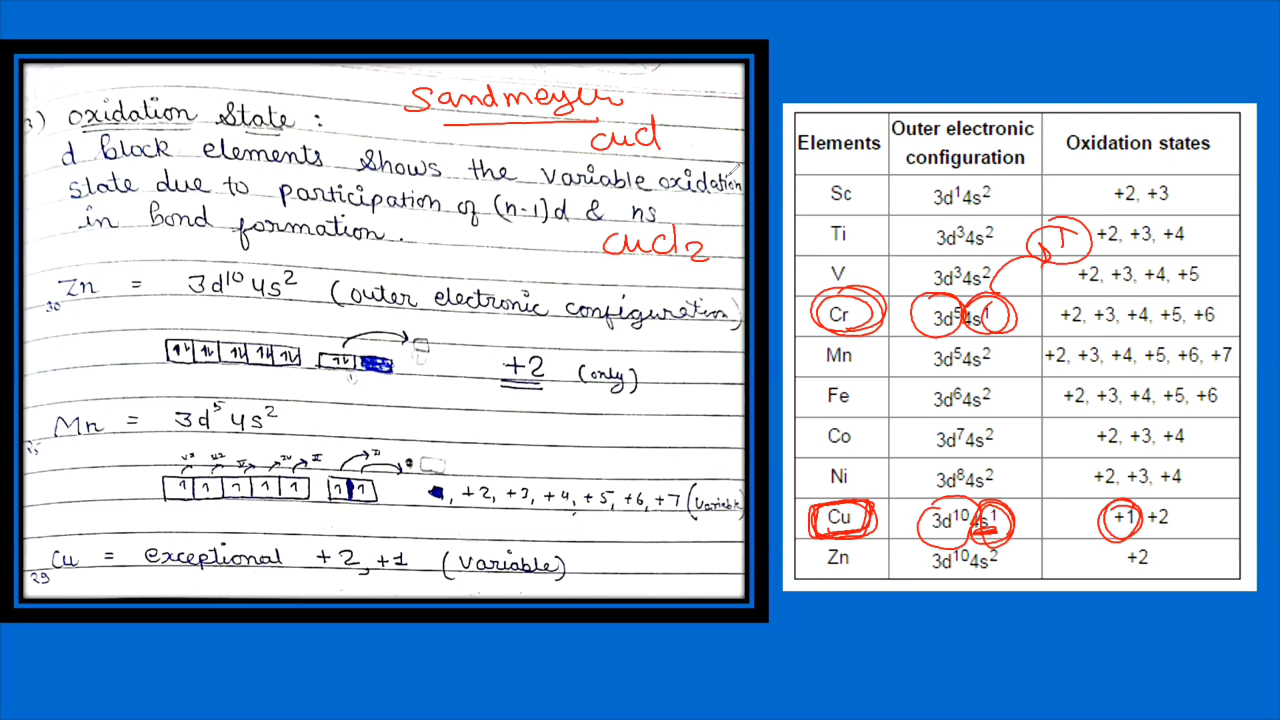 Sandmeyer
3) Oxidation State :
cucl
d block elements shows the variable oxidation
state due to participation of (n-1)d & ns
in bond formation.
cucl2
30Zn = 3d¹⁰ 4s² (outer electronic configuration)
+2 (only)
25Mn = 3d⁵ 4s²
, +2, +3, +4, +5, +6, +7 (variable)
29Cu = exceptional +2, +1 (variable)
Elements Outer electronic configuration Oxidation states
Sc 3d¹4s² +2, +3
Ti 3d³4s² +2, +3, +4
V 3d³4s² +2, +3, +4, +5
Cr 3d⁵4s¹ +2, +3, +4, +5, +6
Mn 3d⁵4s² +2, +3, +4, +5, +6, +7
Fe 3d⁶4s² +2, +3, +4, +5, +6
Co 3d⁷4s² +2, +3, +4
Ni 3d⁸4s² +2, +3, +4
Cu 3d¹⁰4s¹ +1, +2
Zn 3d¹⁰4s² +2